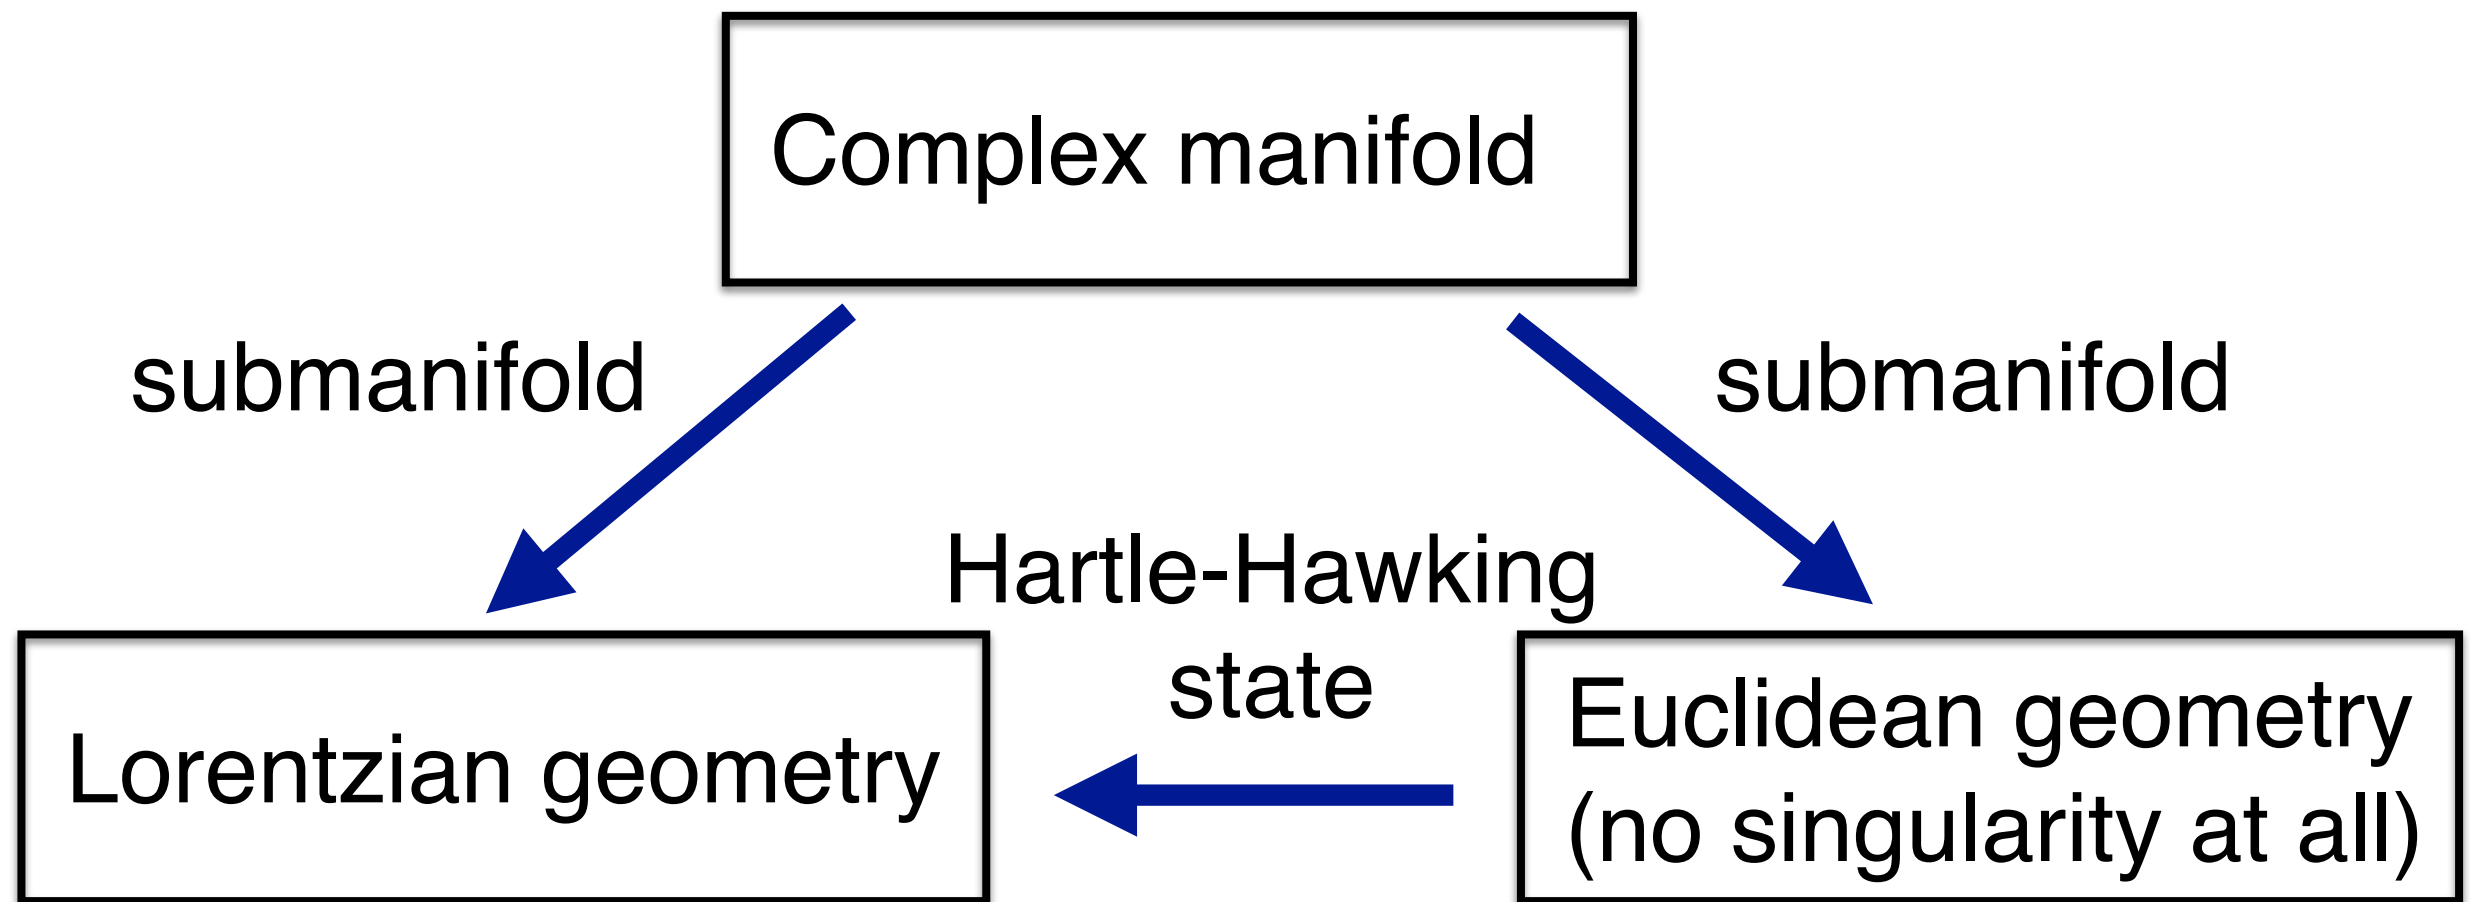 Complex manifold
submanifold
submanifold
Hartle-Hawking
state
Lorentzian geometry
Euclidean geometry
(no singularity at all)